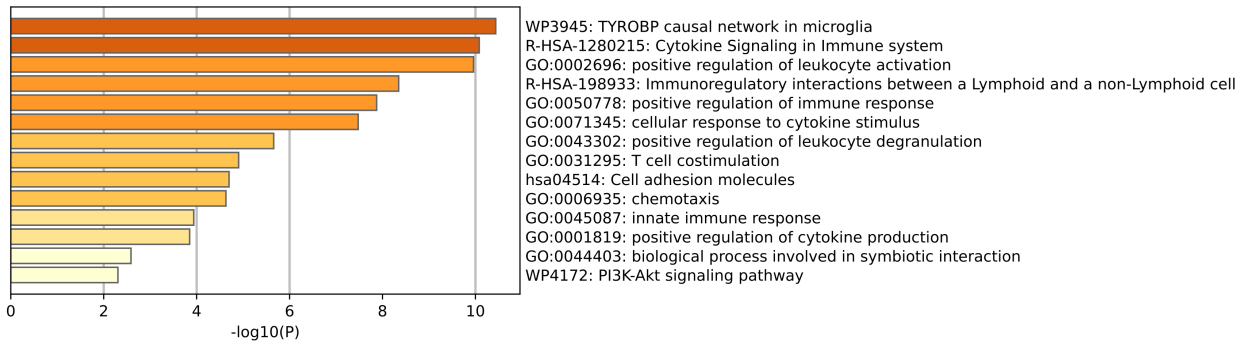 WP3945: TYROBP causal network in microglia
R-HSA-1280215: Cytokine Signaling in Immune system
GO:0002696: positive regulation of leukocyte activation
R-HSA-198933: Immunoregulatory interactions between a Lymphoid and a non-Lymphoid cell
GO:0050778: positive regulation of immune response
GO:0071345: cellular response to cytokine stimulus
GO:0043302: positive regulation of leukocyte degranulation
GO:0031295: T cell costimulation
hsa04514: Cell adhesion molecules
GO:0006935: chemotaxis
GO:0045087: innate immune response
GO:0001819: positive regulation of cytokine production
GO:0044403: biological process involved in symbiotic interaction
WP4172: PI3K-Akt signaling pathway
0 2 4 6 8 10
-log10(P)